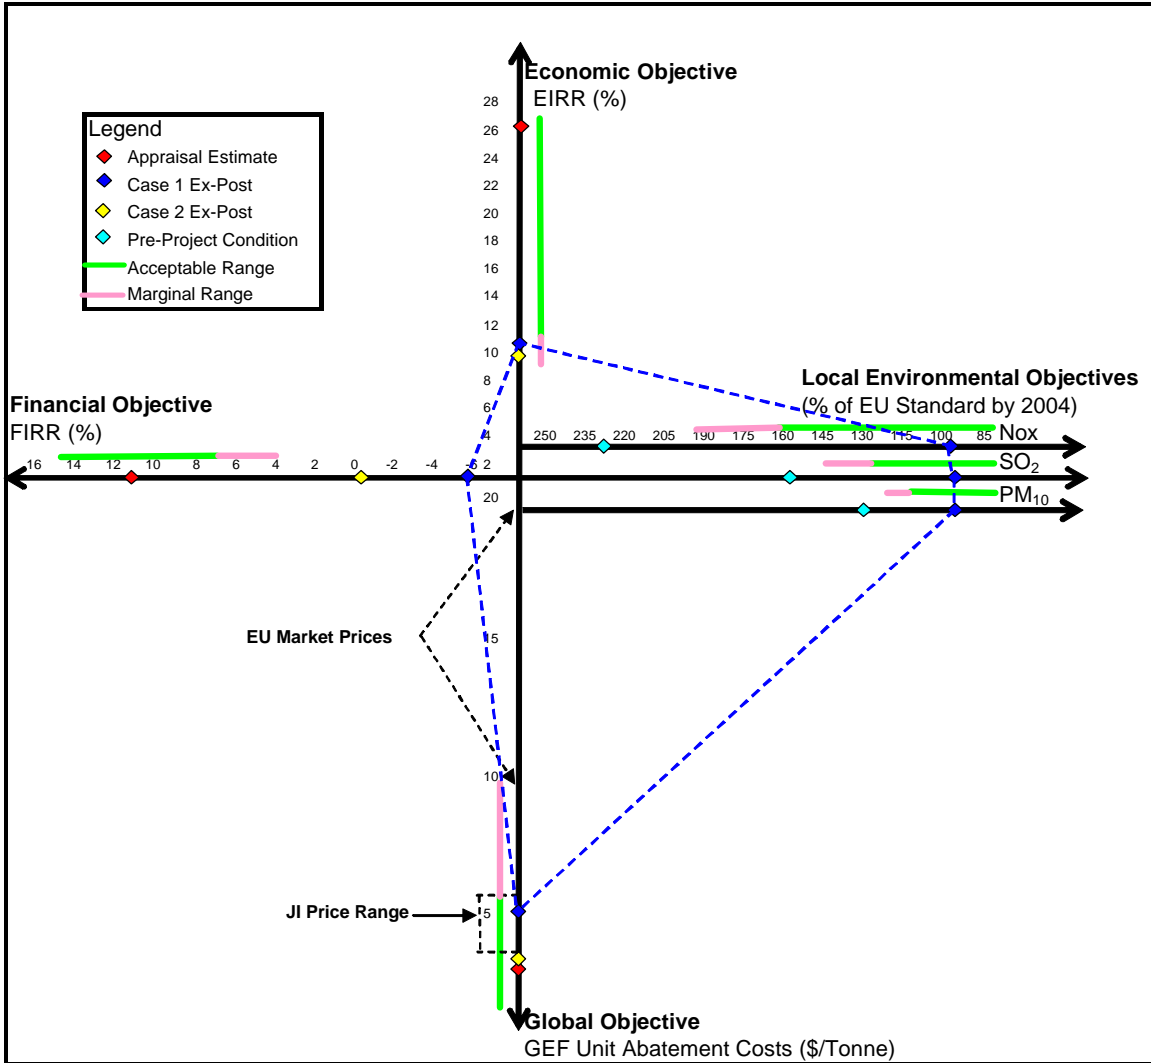 Economic Objective
EIRR (%)
28
26
24
22
20
18
16
14
12
10
8
6
4
2
Legend
Appraisal Estimate
Case 1 Ex-Post
Case 2 Ex-Post
Pre-Project Condition
Acceptable Range
Marginal Range
Local Environmental Objectives
(% of EU Standard by 2004)
250 235 220 205 190 175 160 145 130 115 100 85 Nox
SO2
PM10
Financial Objective
FIRR (%)
16 14 12 10 8 6 4 2 0 -2 -4 -6
20
EU Market Prices
15
10
JI Price Range
5
Global Objective
GEF Unit Abatement Costs ($/Tonne)